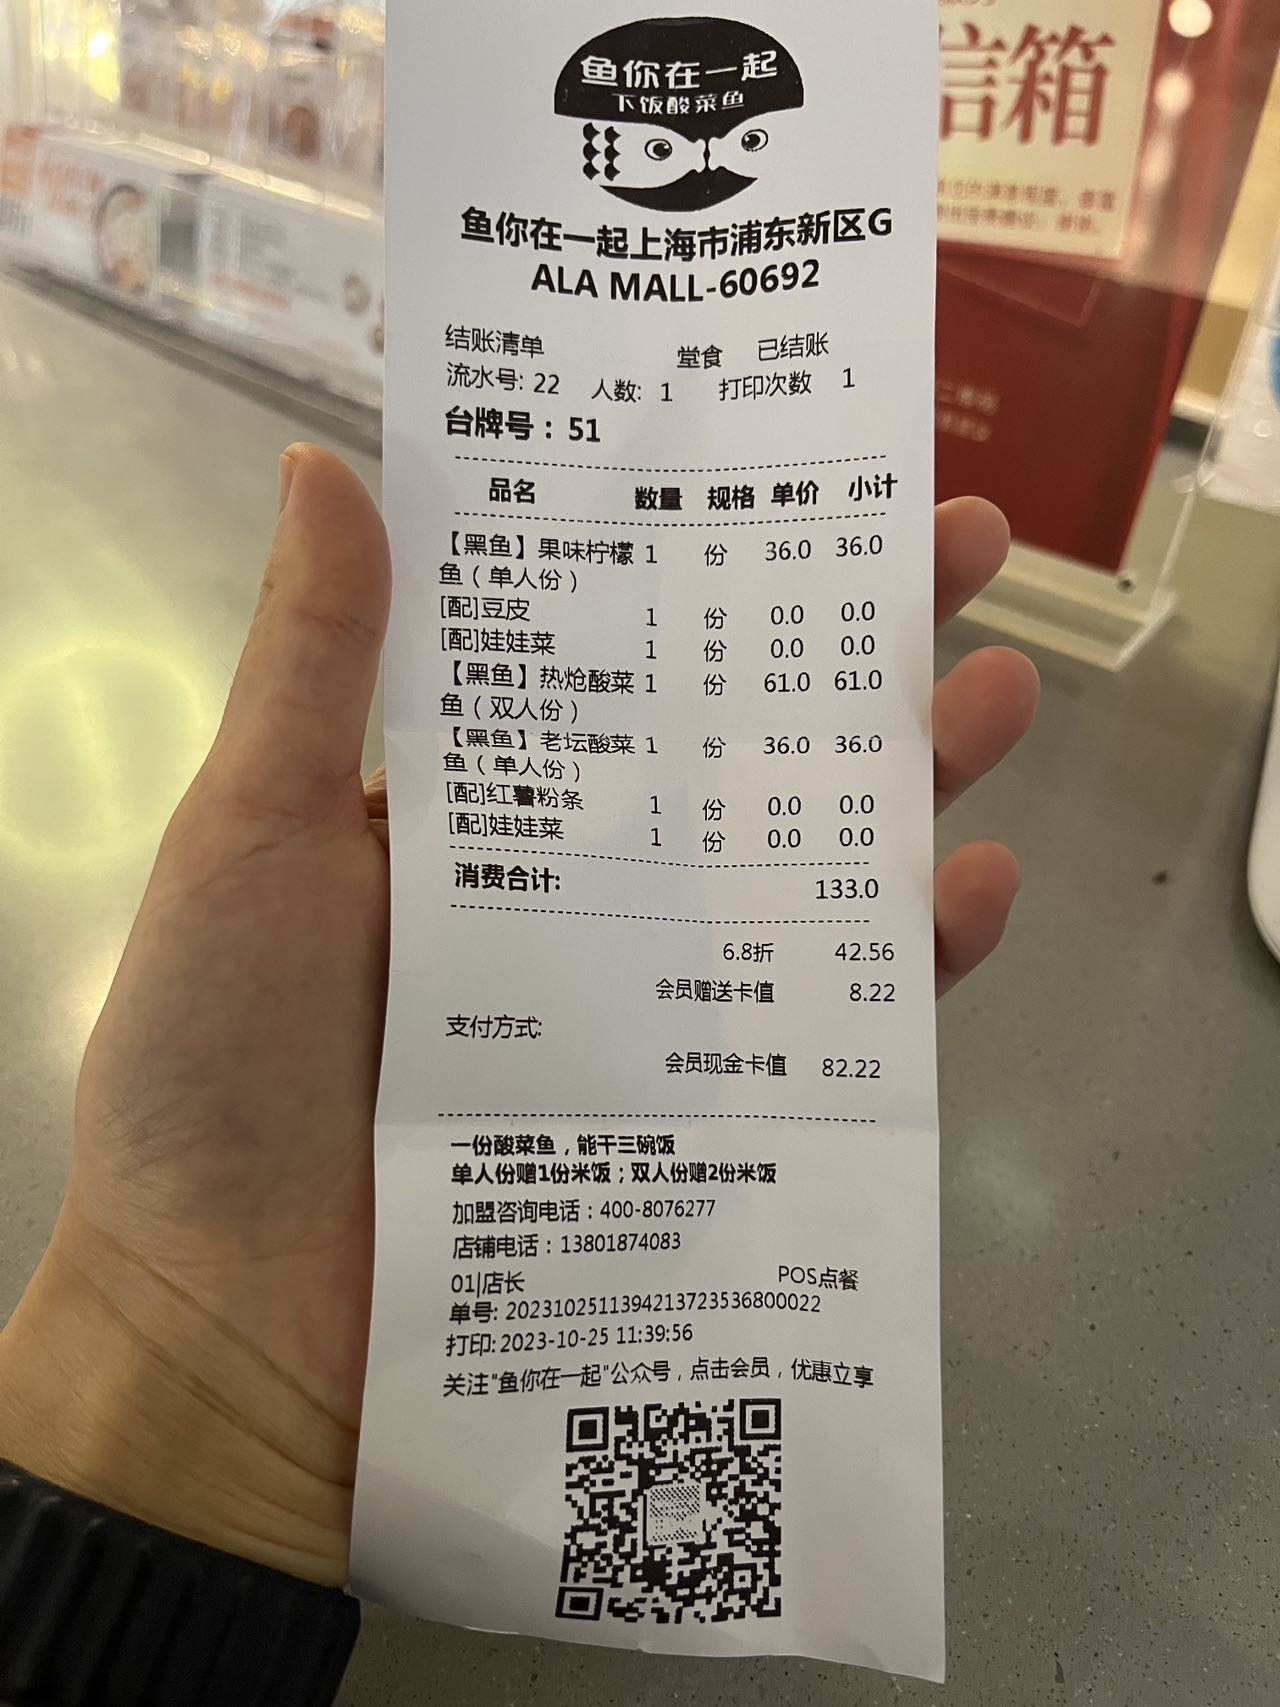 鱼你在一起
下饭酸菜鱼
信箱
鱼你在一起上海市浦东新区G
ALA MALL-60692
结账清单 堂食 已结账
流水号: 22 人数: 1 打印次数 1
台牌号：51
品名 数量 规格 单价 小计
【黑鱼】果味柠檬 1 份 36.0 36.0
鱼（单人份）
[配]豆皮 1 份 0.0 0.0
[配]娃娃菜 1 份 0.0 0.0
【黑鱼】热炝酸菜 1 份 61.0 61.0
鱼（双人份）
【黑鱼】老坛酸菜 1 份 36.0 36.0
鱼（单人份）
[配]红薯粉条 1 份 0.0 0.0
[配]娃娃菜 1 份 0.0 0.0
消费合计: 133.0
6.8折 42.56
会员赠送卡值 8.22
支付方式:
会员现金卡值 82.22
一份酸菜鱼，能干三碗饭
单人份赠1份米饭；双人份赠2份米饭
加盟咨询电话：400-8076277
店铺电话：13801874083
01|店长 POS点餐
单号: 2023102511394213723536800022
打印: 2023-10-25 11:39:56
关注"鱼你在一起"公众号，点击会员，优惠立享